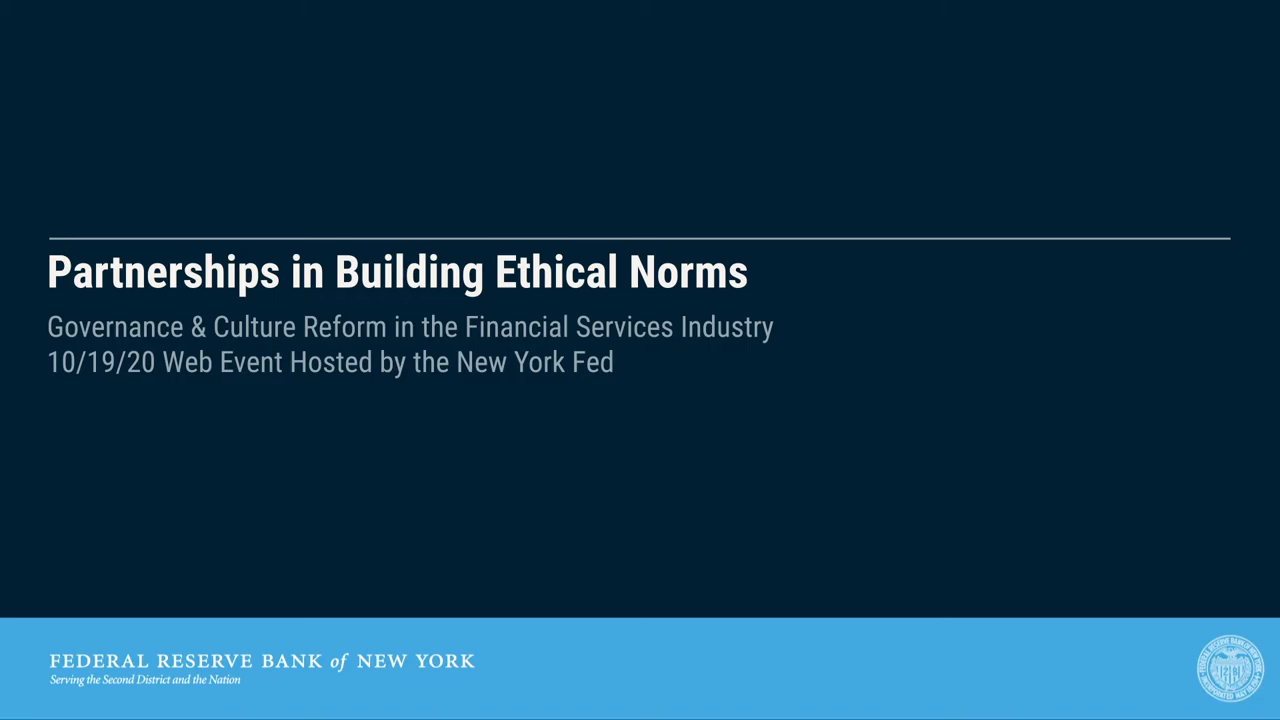 Partnerships in Building Ethical Norms
Governance & Culture Reform in the Financial Services Industry
10/19/20 Web Event Hosted by the New York Fed
FEDERAL RESERVE BANK of NEW YORK
Serving the Second District and the Nation